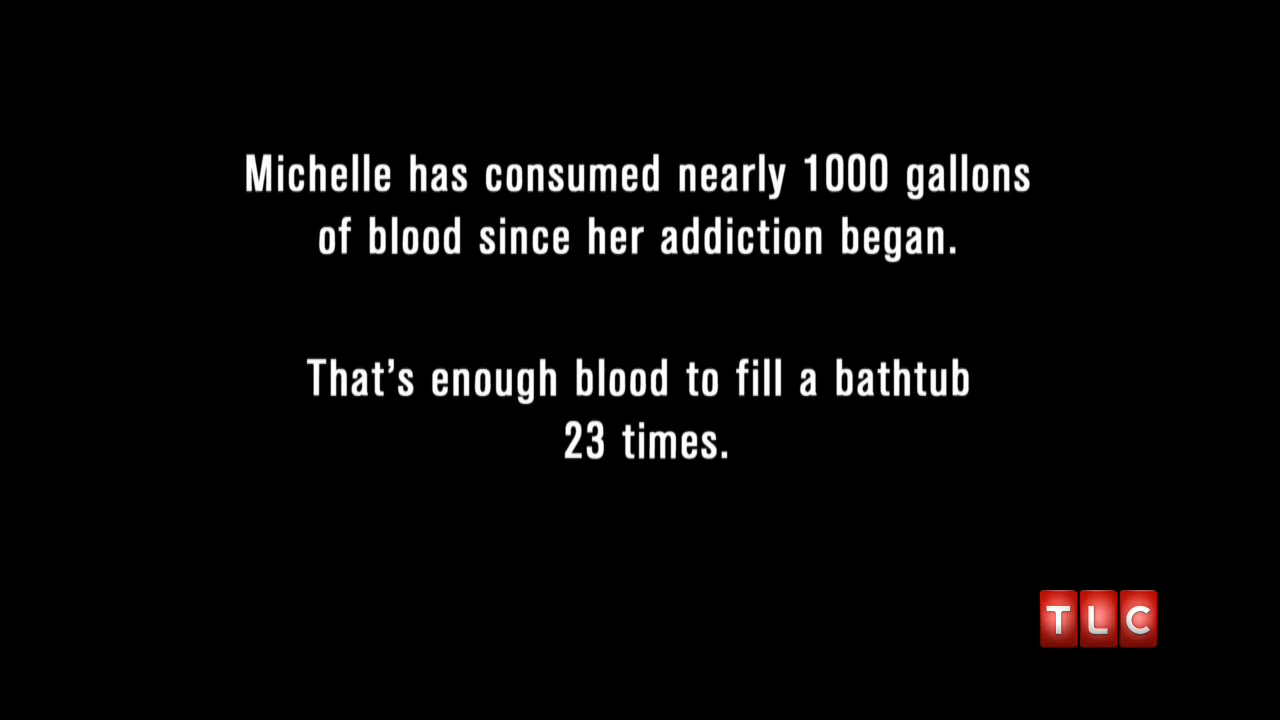 Michelle has consumed nearly 1000 gallons
of blood since her addiction began.
That’s enough blood to fill a bathtub
23 times.
TLC